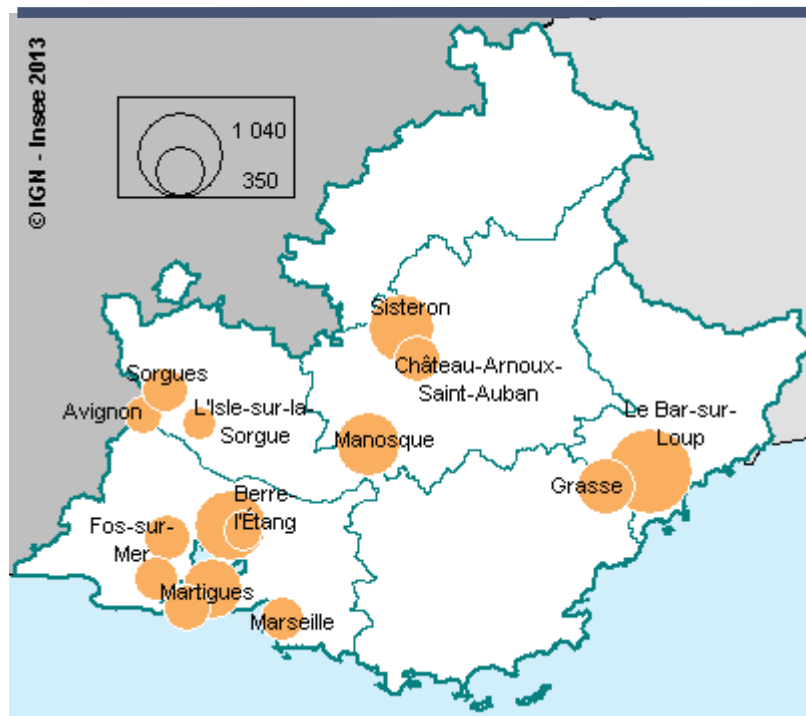 © IGN - Insee 2013
1 040
350
Sisteron
Château-Arnoux-
Saint-Auban
Sorgues
Avignon
L'Isle-sur-la-
Sorgue
Manosque
Le Bar-sur-
Loup
Grasse
Berre-
l'Étang
Fos-sur-
Mer
Martigues
Marseille